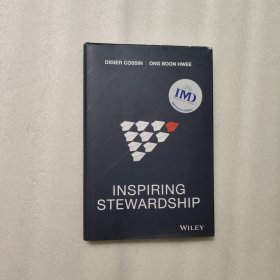 DIDIER COSSIN ONG BOON HWEE
IMD
INSPIRING
STEWARDSHIP
WILEY